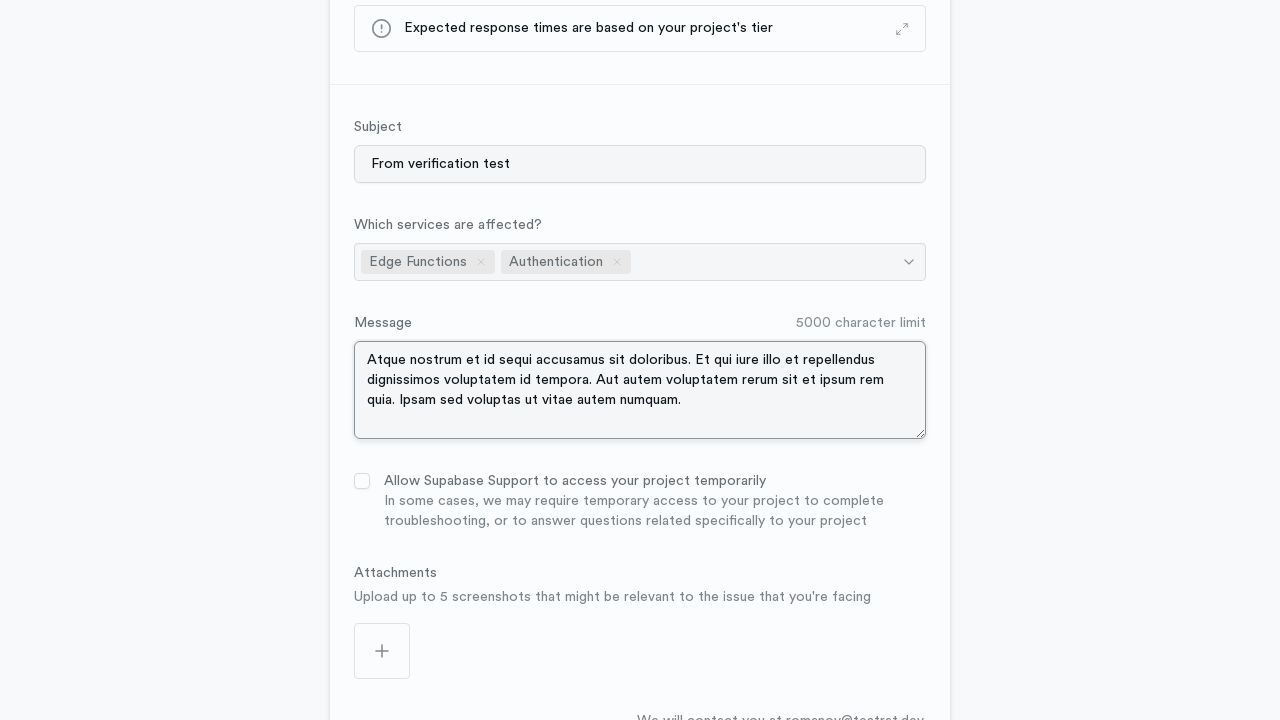 Expected response times are based on your project's tier
Subject
From verification test
Which services are affected?
Edge Functions Authentication
Message 5000 character limit
Atque nostrum et id sequi accusamus sit doloribus. Et qui iure illo et repellendus
dignissimos voluptatem id tempora. Aut autem voluptatem rerum sit et ipsum rem
quia. Ipsam sed voluptas ut vitae autem numquam.
Allow Supabase Support to access your project temporarily
In some cases, we may require temporary access to your project to complete
troubleshooting, or to answer questions related specifically to your project
Attachments
Upload up to 5 screenshots that might be relevant to the issue that you're facing
We will contact you at